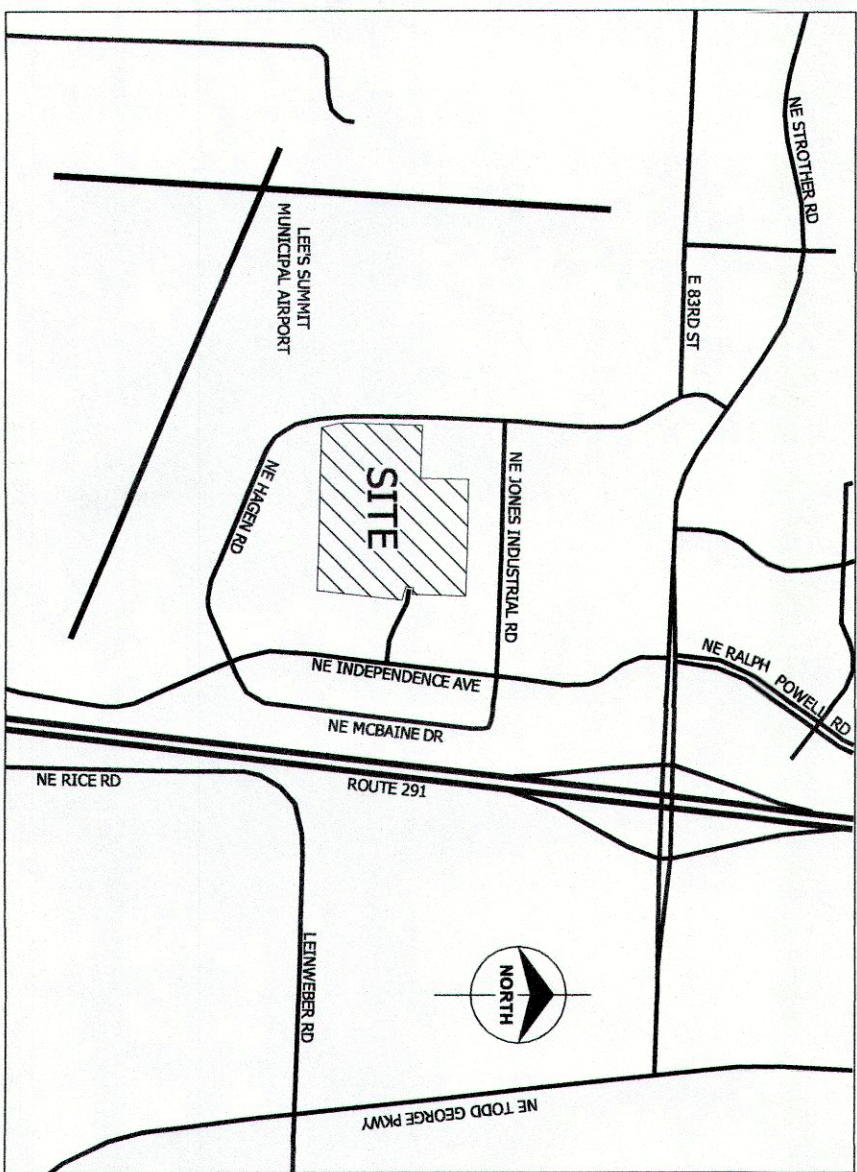 NE STROTHER RD
E 83RD ST
LEE'S SUMMIT
MUNICIPAL AIRPORT
SITE
NE HAGEN RD
NE JONES INDUSTRIAL RD
NE RALPH POWELL RD
NE INDEPENDENCE AVE
NE MCBAINE DR
ROUTE 291
NE RICE RD
LEINWEBER RD
NORTH
NE TODD GEORGE PKWY